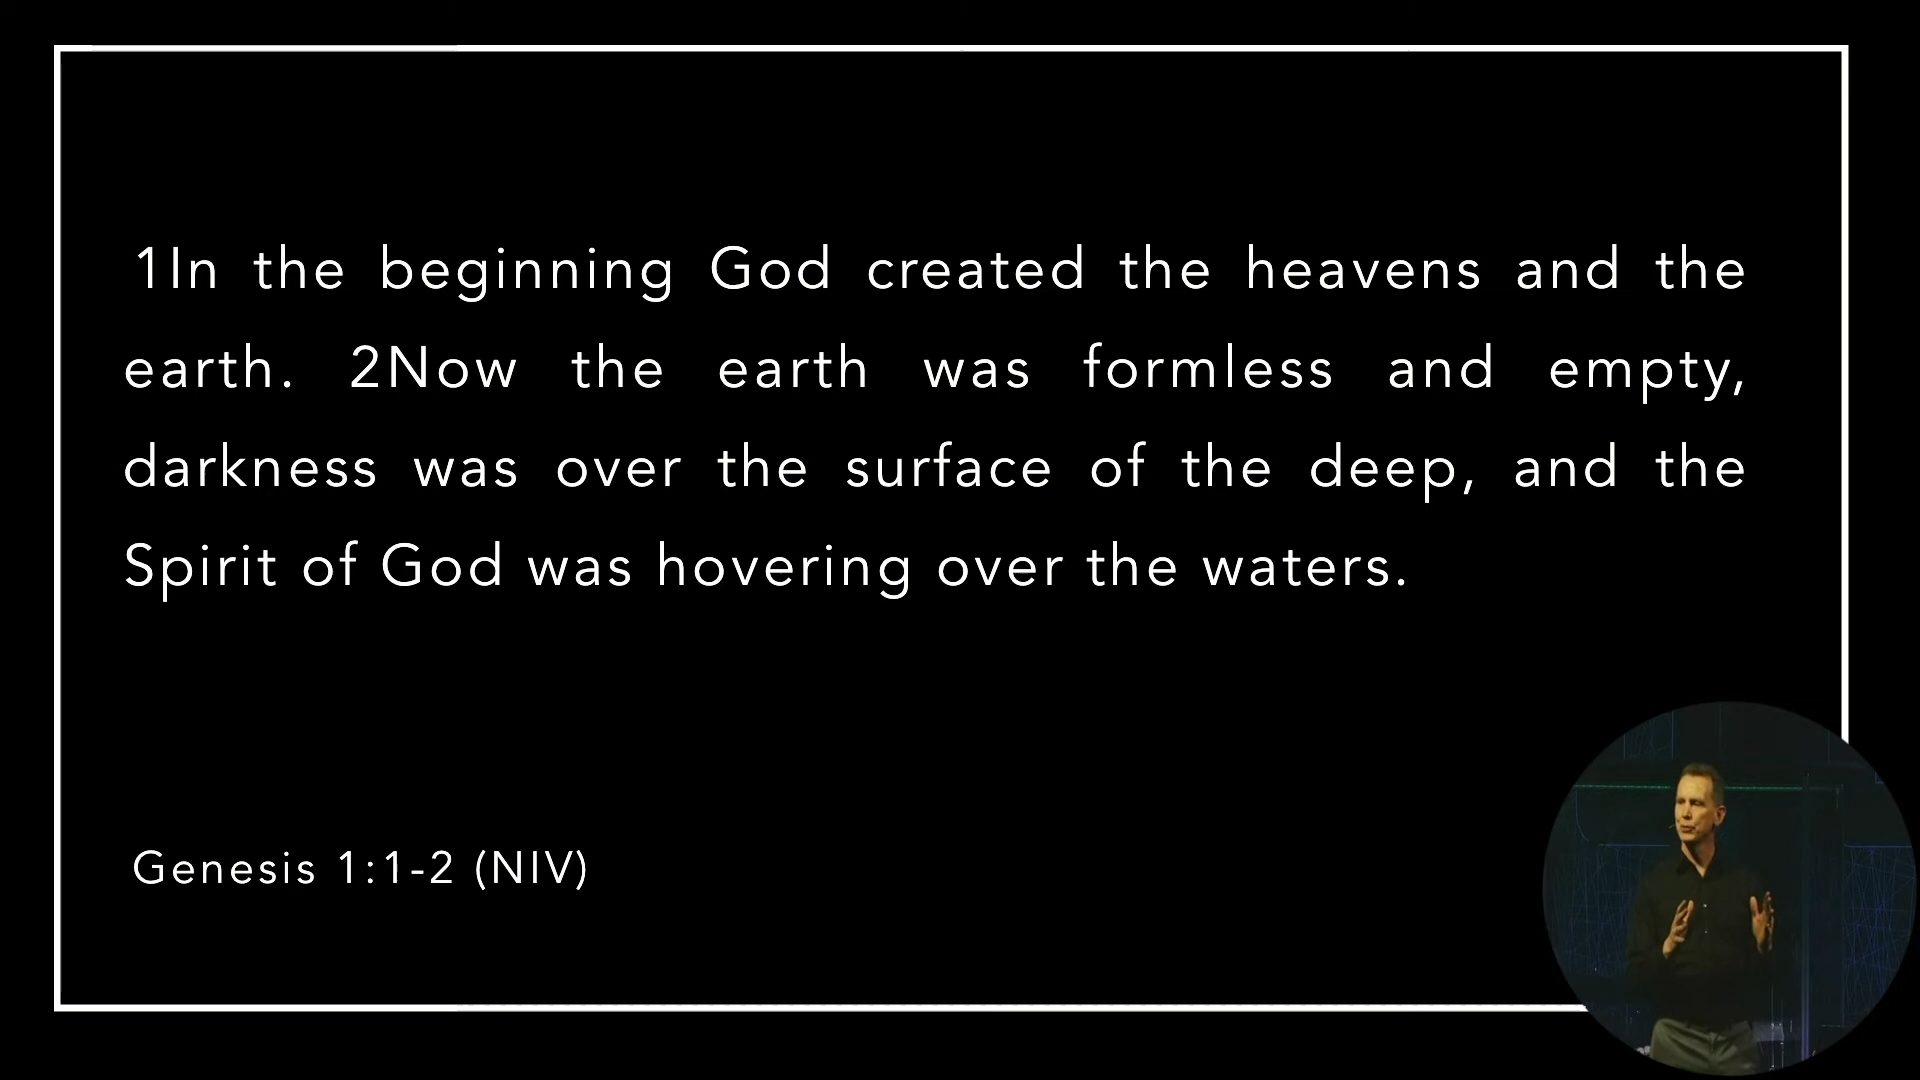 1In the beginning God created the heavens and the
earth. 2Now the earth was formless and empty,
darkness was over the surface of the deep, and the
Spirit of God was hovering over the waters.
Genesis 1:1-2 (NIV)